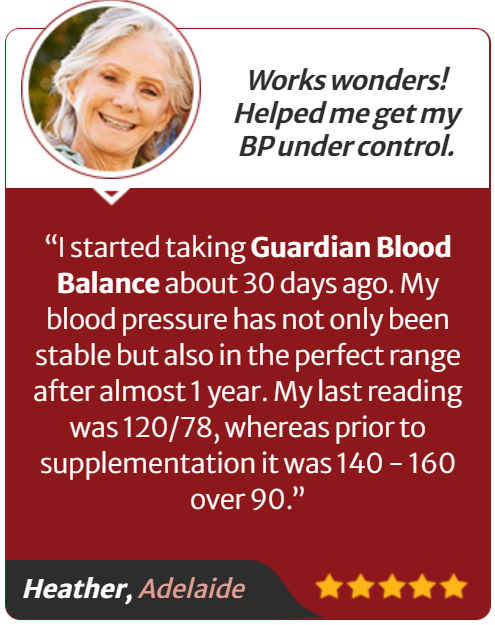 Works wonders!
Helped me get my
BP under control.
“I started taking Guardian Blood
Balance about 30 days ago. My
blood pressure has not only been
stable but also in the perfect range
after almost 1 year. My last reading
was 120/78, whereas prior to
supplementation it was 140 - 160
over 90.”
Heather, Adelaide